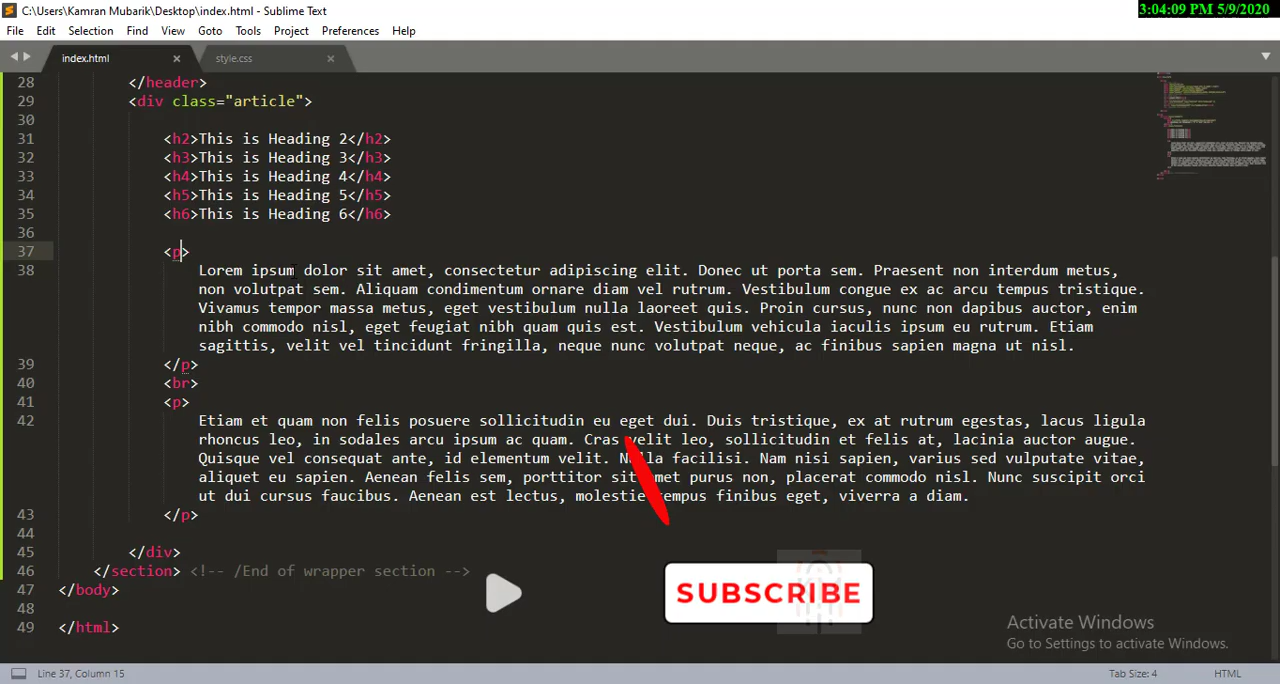 C:\Users\Kamran Mubarik\Desktop\index.html - Sublime Text
3:04:09 PM 5/9/2020
File Edit Selection Find View Goto Tools Project Preferences Help
index.html × style.css ×
28 </header>
29 <div class="article">
30
31 <h2>This is Heading 2</h2>
32 <h3>This is Heading 3</h3>
33 <h4>This is Heading 4</h4>
34 <h5>This is Heading 5</h5>
35 <h6>This is Heading 6</h6>
36
37 <p>
38 Lorem ipsum dolor sit amet, consectetur adipiscing elit. Donec ut porta sem. Praesent non interdum metus,
non volutpat sem. Aliquam condimentum ornare diam vel rutrum. Vestibulum congue ex ac arcu tempus tristique.
Vivamus tempor massa metus, eget vestibulum nulla laoreet quis. Proin cursus, nunc non dapibus auctor, enim
nibh commodo nisl, eget feugiat nibh quam quis est. Vestibulum vehicula iaculis ipsum eu rutrum. Etiam
sagittis, velit vel tincidunt fringilla, neque nunc volutpat neque, ac finibus sapien magna ut nisl.
39 </p>
40 <br>
41 <p>
42 Etiam et quam non felis posuere sollicitudin eu eget dui. Duis tristique, ex at rutrum egestas, lacus ligula
rhoncus leo, in sodales arcu ipsum ac quam. Cras velit leo, sollicitudin et felis at, lacinia auctor augue.
Quisque vel consequat ante, id elementum velit. Nulla facilisi. Nam nisi sapien, varius sed vulputate vitae,
aliquet eu sapien. Aenean felis sem, porttitor sit amet purus non, placerat commodo nisl. Nunc suscipit orci
ut dui cursus faucibus. Aenean est lectus, molestie tempus finibus eget, viverra a diam.
43 </p>
44
45 </div>
46 </section> <!-- /End of wrapper section -->
47 </body>
48
49 </html>
SUBSCRIBE
Activate Windows
Go to Settings to activate Windows.
Line 37, Column 15 Tab Size: 4 HTML